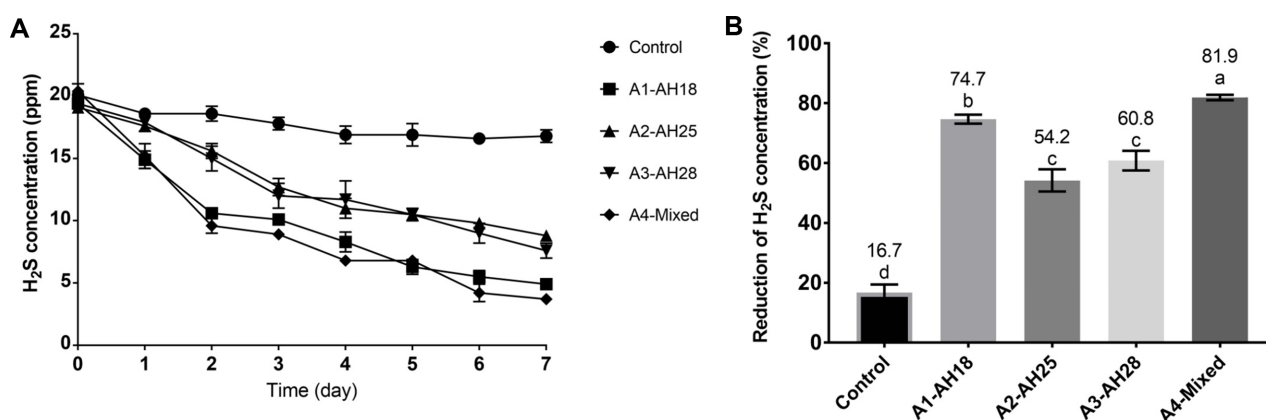 A
H₂S concentration (ppm)
25
20
15
10
5
0
0 1 2 3 4 5 6 7
Time (day)
Control
A1-AH18
A2-AH25
A3-AH28
A4-Mixed
B
Reduction of H₂S concentration (%)
100
80
60
40
20
0
16.7
d
74.7
b
54.2
c
60.8
c
81.9
a
Control
A1-AH18
A2-AH25
A3-AH28
A4-Mixed